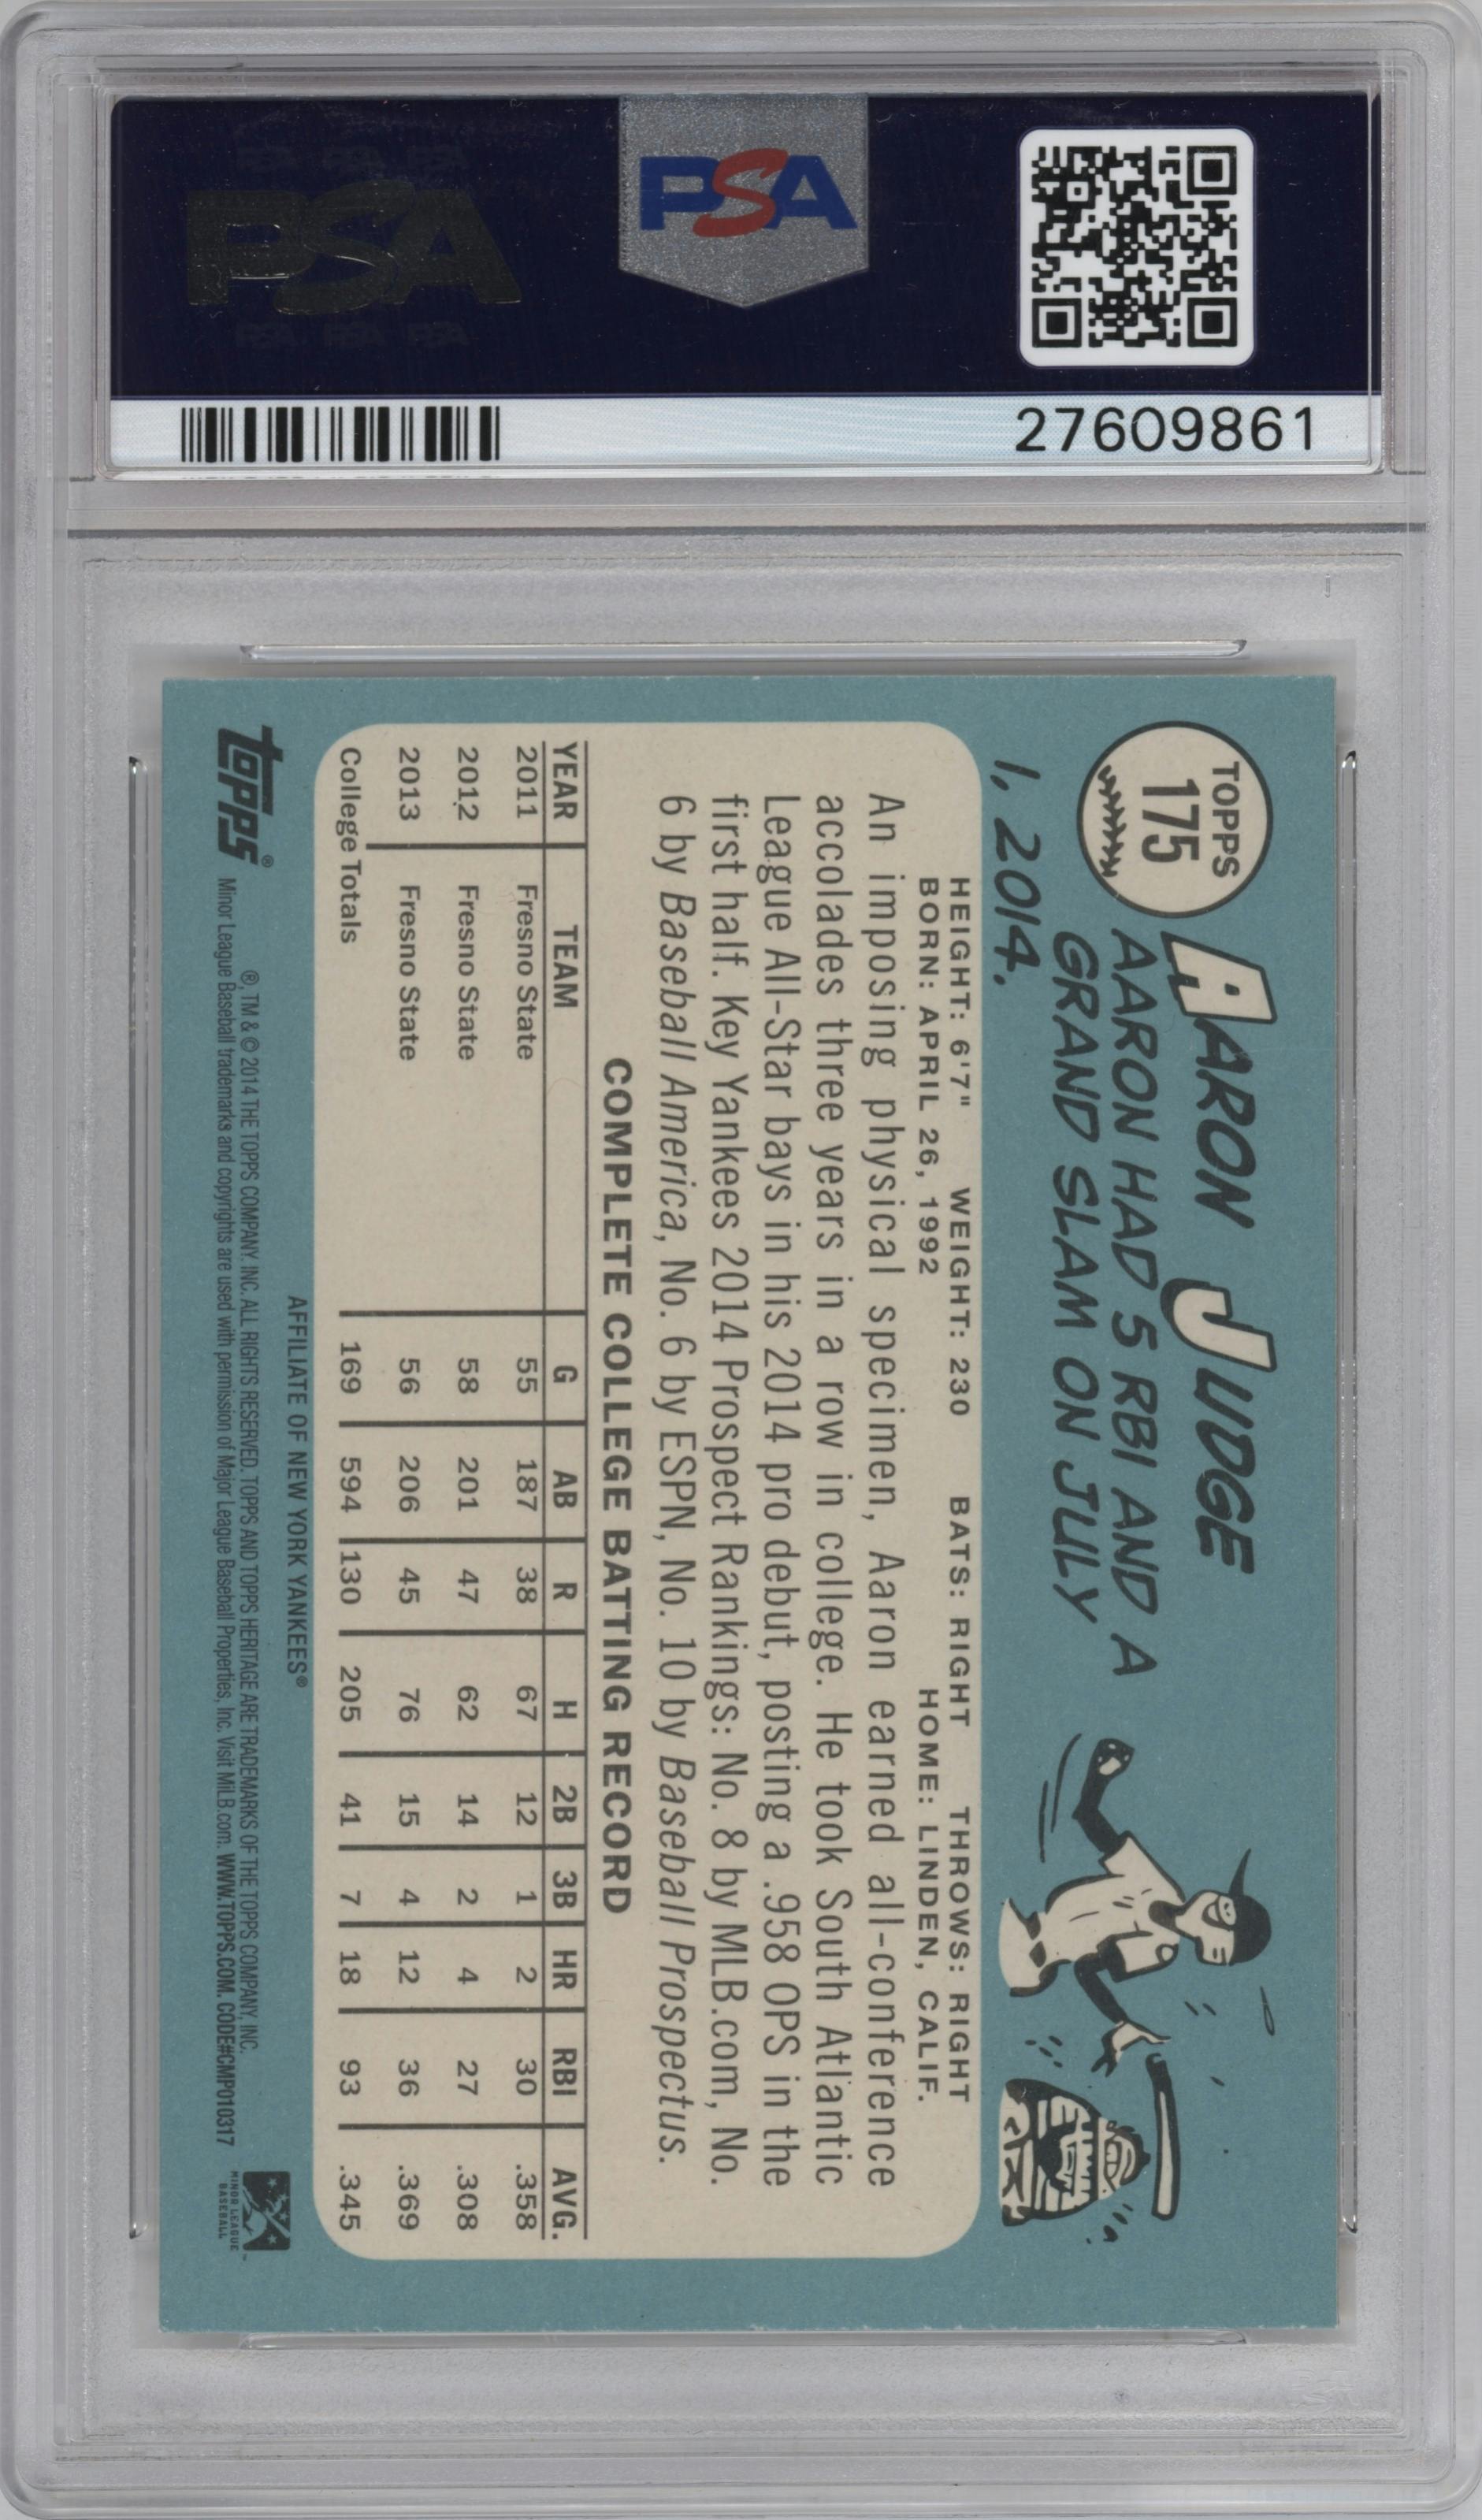 PSA
PSA
27609861
TOPPS
175
AARON JUDGE
AARON HAD 5 RBI AND A
GRAND SLAM ON JULY
1, 2014.
HEIGHT: 6'7" WEIGHT: 230 BATS: RIGHT THROWS: RIGHT
BORN: APRIL 26, 1992 HOME: LINDEN, CALIF.
An imposing physical specimen, Aaron earned all-conference
accolades three years in a row in college. He took South Atlantic
League All-Star bays in his 2014 pro debut, posting a .958 OPS in the
first half. Key Yankees 2014 Prospect Rankings: No. 8 by MLB.com, No.
6 by Baseball America, No. 6 by ESPN, No. 10 by Baseball Prospectus.
COMPLETE COLLEGE BATTING RECORD
YEAR TEAM G AB R H 2B 3B HR RBI AVG.
2011 Fresno State 55 187 38 67 12 1 2 30 .358
2012 Fresno State 58 201 47 62 14 2 4 27 .308
2013 Fresno State 56 206 45 76 15 4 12 36 .369
College Totals 169 594 130 205 41 7 18 93 .345
AFFILIATE OF NEW YORK YANKEES®
topps®
®, TM & © 2014 THE TOPPS COMPANY, INC. ALL RIGHTS RESERVED. TOPPS AND TOPPS HERITAGE ARE TRADEMARKS OF THE TOPPS COMPANY, INC.
Minor League Baseball trademarks and copyrights are used with permission of Major League Baseball Properties, Inc. Visit MiLB.com. WWW.TOPPS.COM. CODE#CMP010317
MINOR LEAGUE
BASEBALL™